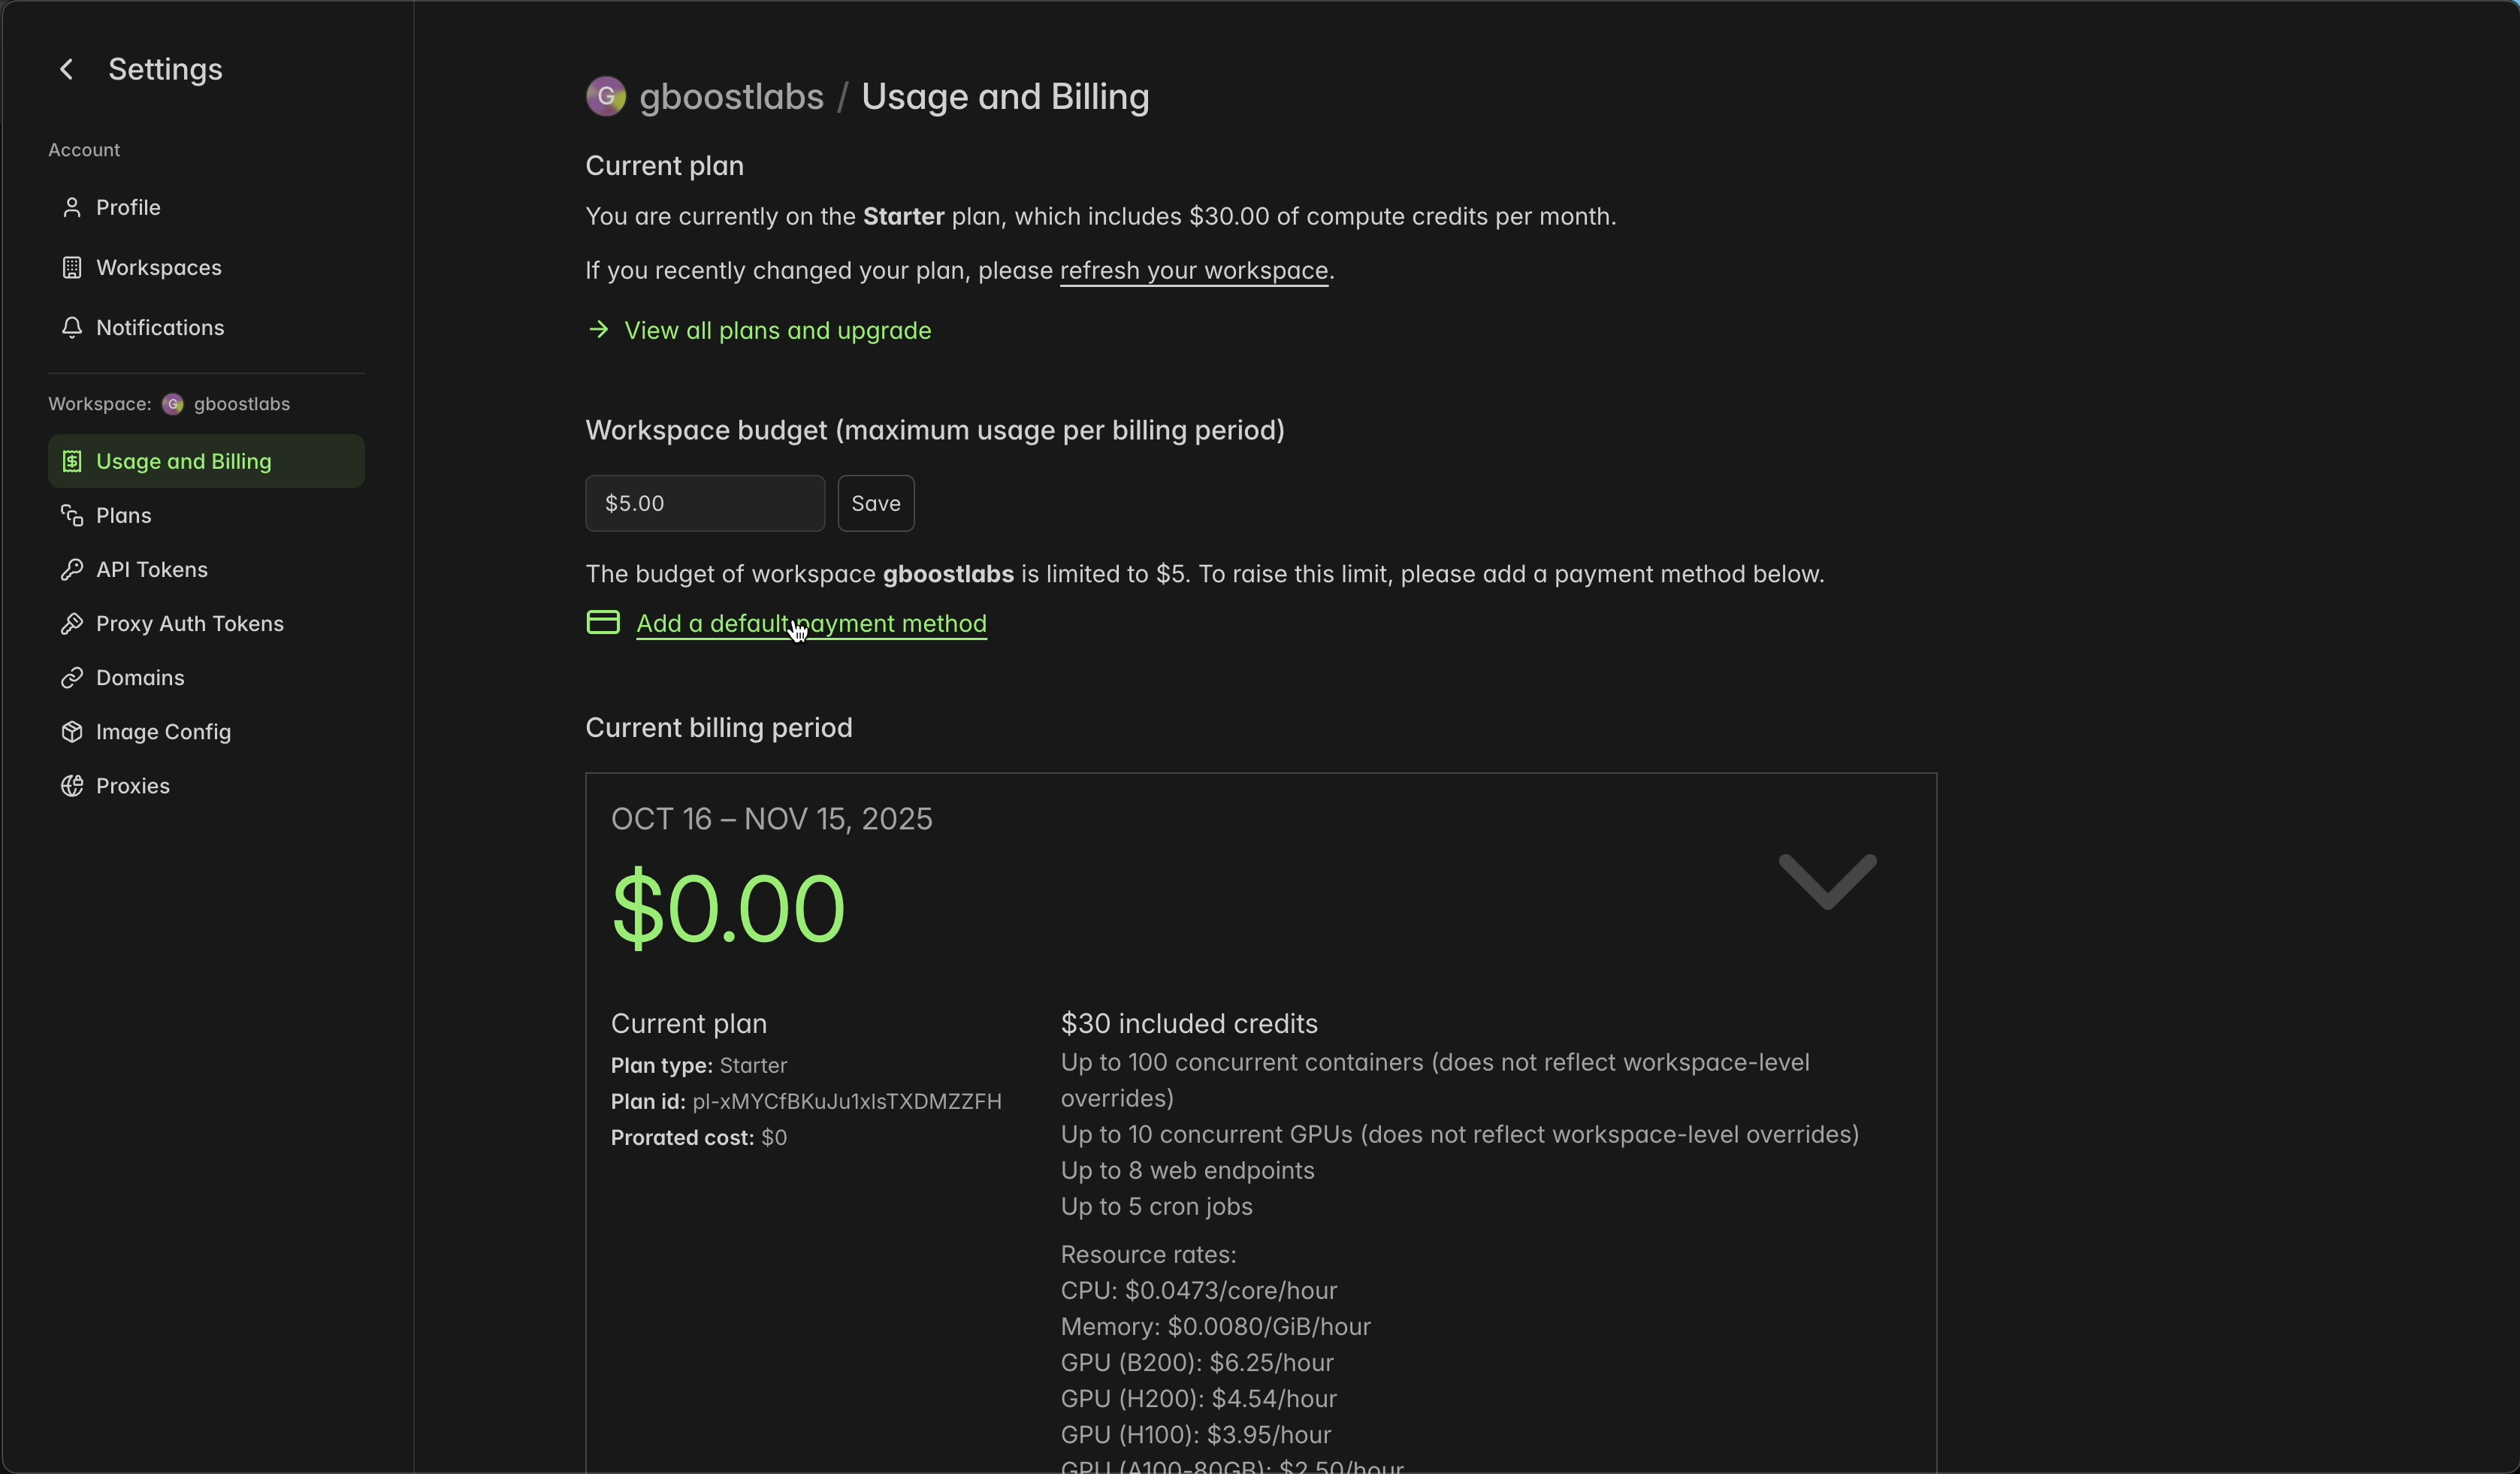 Settings
Account
Profile
Workspaces
Notifications
Workspace: G gboostlabs
Usage and Billing
Plans
API Tokens
Proxy Auth Tokens
Domains
Image Config
Proxies
G gboostlabs / Usage and Billing
Current plan
You are currently on the Starter plan, which includes $30.00 of compute credits per month.
If you recently changed your plan, please refresh your workspace.
View all plans and upgrade
Workspace budget (maximum usage per billing period)
$5.00 Save
The budget of workspace gboostlabs is limited to $5. To raise this limit, please add a payment method below.
Add a default payment method
Current billing period
OCT 16 – NOV 15, 2025
$0.00
Current plan
Plan type: Starter
Plan id: pl-xMYCfBKuJu1xIsTXDMZZFH
Prorated cost: $0
$30 included credits
Up to 100 concurrent containers (does not reflect workspace-level
overrides)
Up to 10 concurrent GPUs (does not reflect workspace-level overrides)
Up to 8 web endpoints
Up to 5 cron jobs
Resource rates:
CPU: $0.0473/core/hour
Memory: $0.0080/GiB/hour
GPU (B200): $6.25/hour
GPU (H200): $4.54/hour
GPU (H100): $3.95/hour
GPU (A100-80GB): $2.50/hour